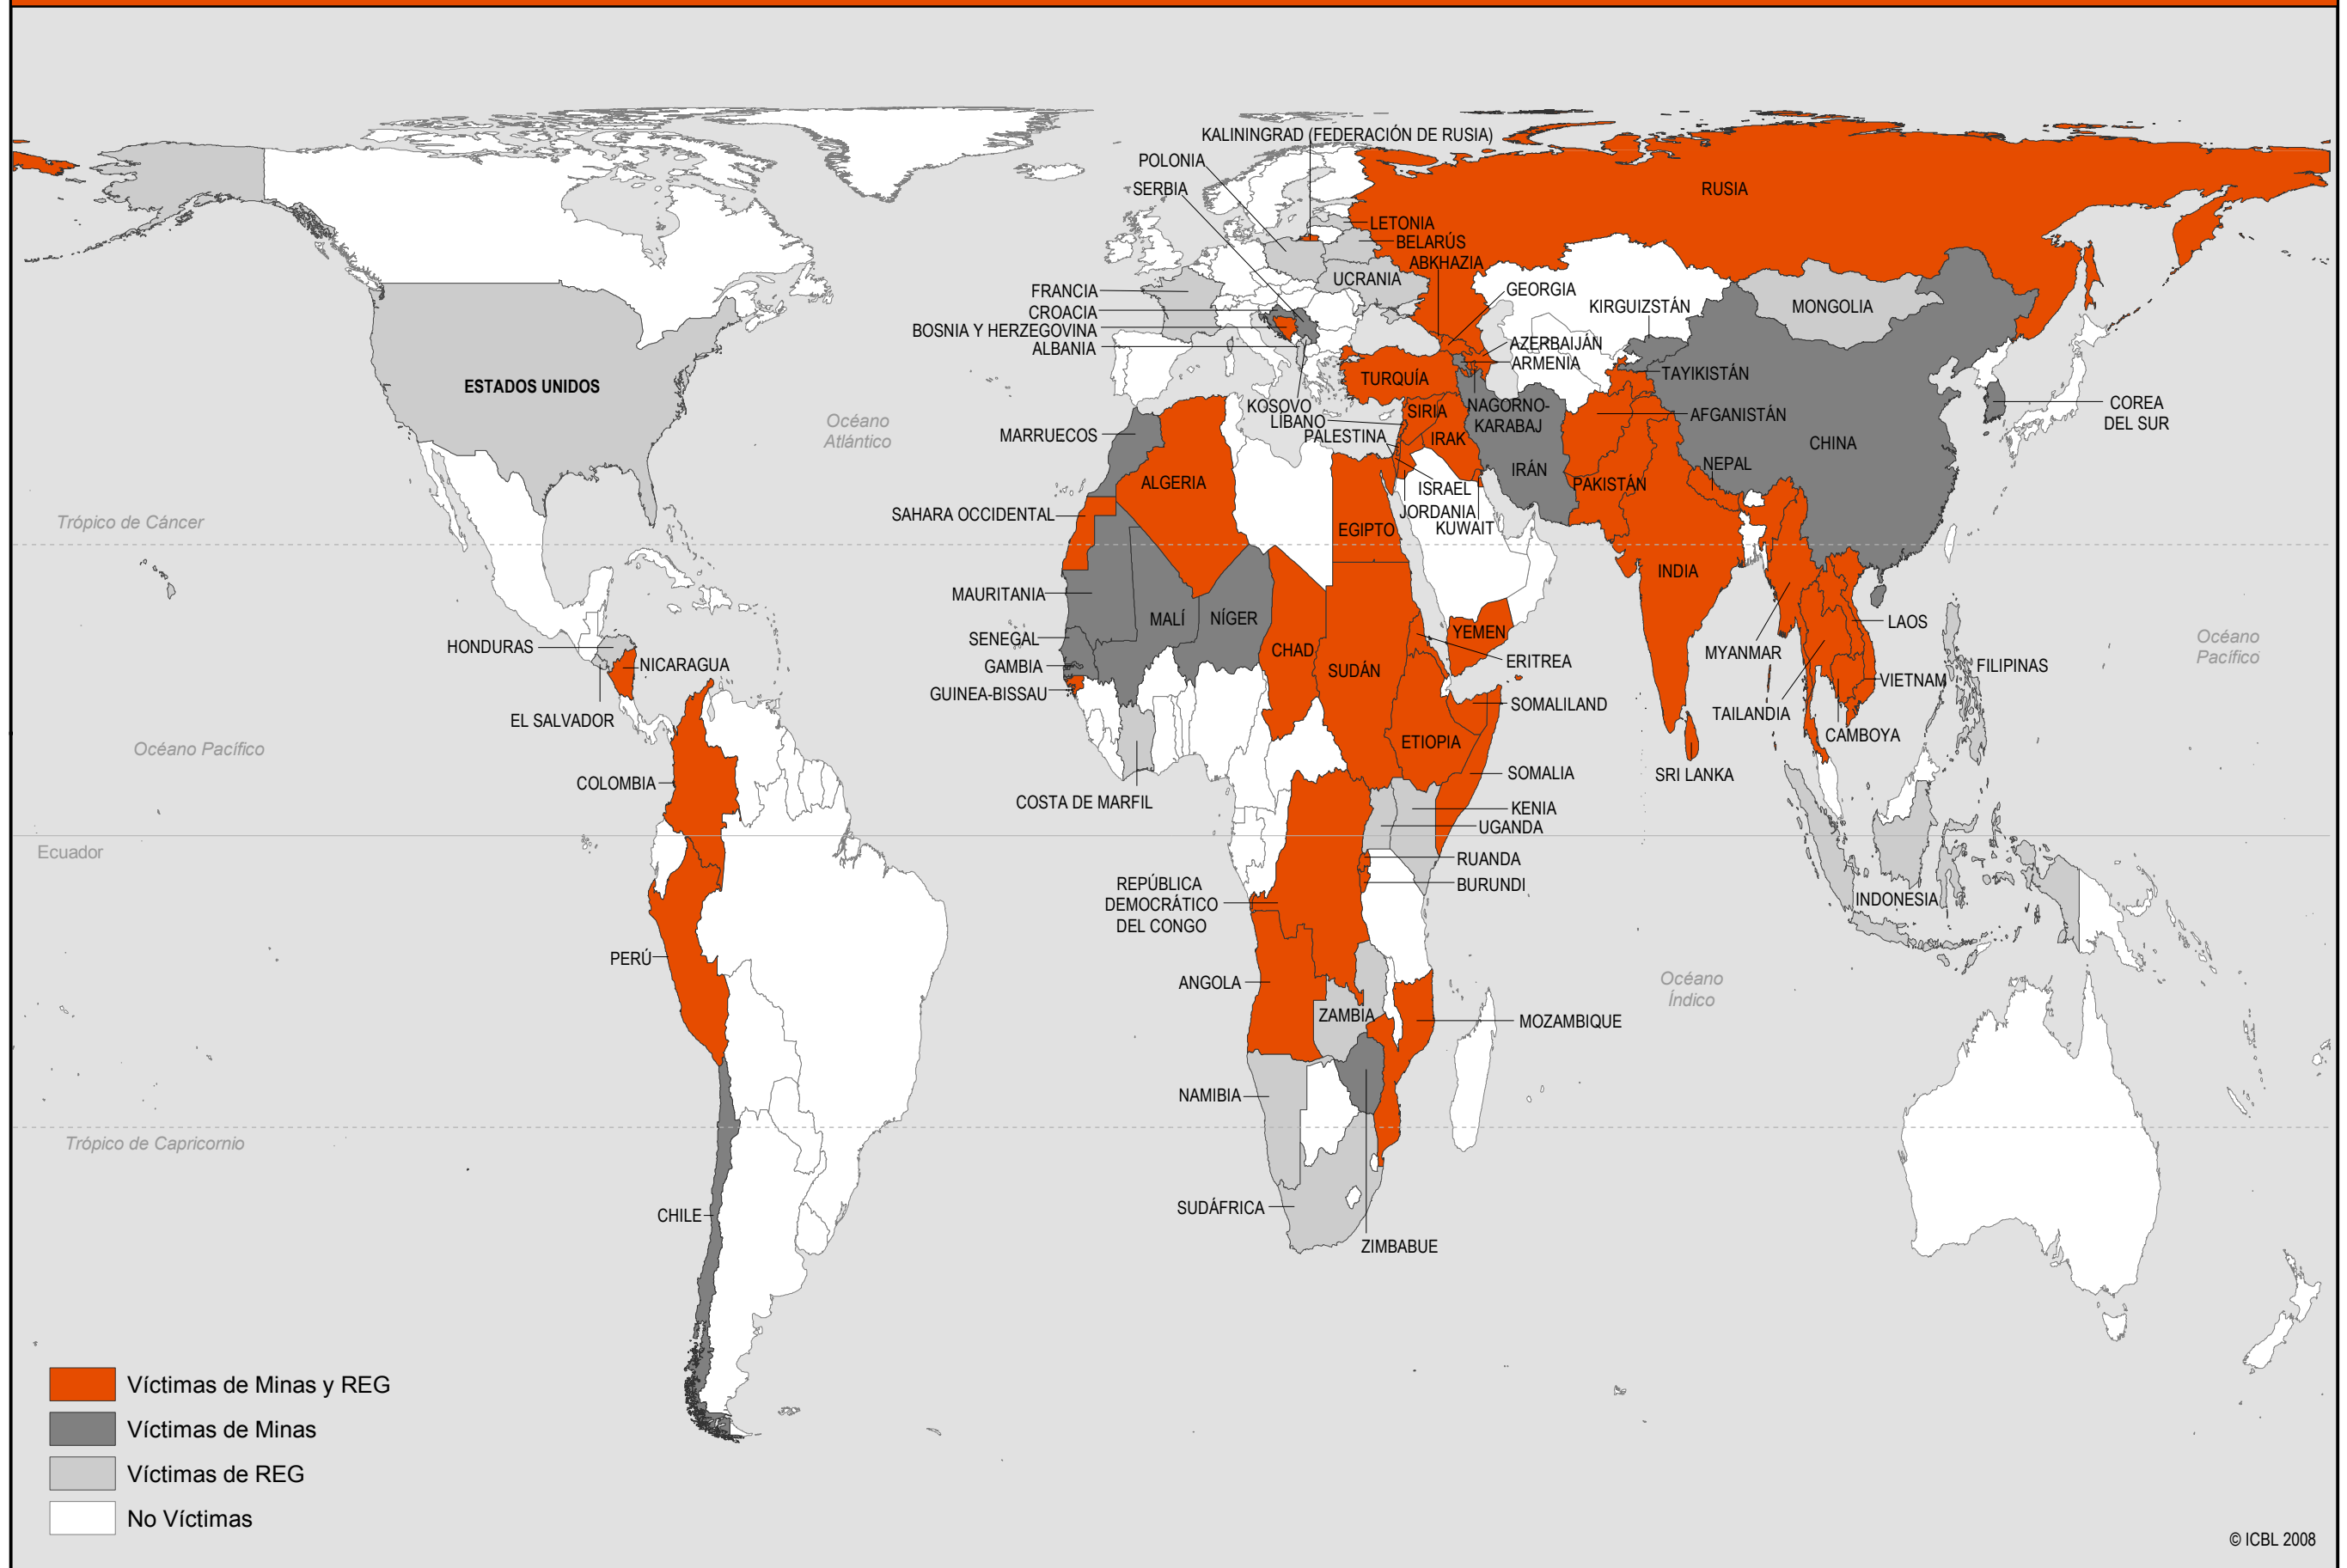 KALININGRAD (FEDERACIÓN DE RUSIA)
POLONIA
SERBIA
RUSIA
LETONIA
BELARÚS
ABKHAZIA
UCRANIA
FRANCIA
CROACIA
BOSNIA Y HERZEGOVINA
ALBANIA
GEORGIA
KIRGUIZSTÁN
MONGOLIA
AZERBAIJÁN
ARMENIA
TAYIKISTÁN
ESTADOS UNIDOS
TURQUÍA
KOSOVO
LÍBANO
PALESTINA
SIRIA
NAGORNO-
KARABAJ
IRAK
IRÁN
AFGANISTÁN
CHINA
COREA
DEL SUR
Océano
Atlántico
MARRUECOS
ALGERIA
ISRAEL
JORDANIA
KUWAIT
PAKISTÁN
NEPAL
SAHARA OCCIDENTAL
EGIPTO
Trópico de Cáncer
INDIA
MAURITANIA
MALÍ
NÍGER
CHAD
SUDÁN
YEMEN
ERITREA
SENEGAL
GAMBIA
GUINEA-BISSAU
HONDURAS
NICARAGUA
EL SALVADOR
MYANMAR
LAOS
VIETNAM
FILIPINAS
Océano
Pacífico
TAILANDIA
CAMBOYA
SRI LANKA
SOMALILAND
ETIOPIA
SOMALIA
Océano Pacífico
COLOMBIA
COSTA DE MARFIL
KENIA
UGANDA
RUANDA
BURUNDI
Ecuador
REPÚBLICA
DEMOCRÁTICO
DEL CONGO
INDONESIA
PERÚ
ANGOLA
ZAMBIA
MOZAMBIQUE
Océano
Índico
NAMIBIA
Trópico de Capricornio
CHILE
SUDÁFRICA
ZIMBABUE
Víctimas de Minas y REG
Víctimas de Minas
Víctimas de REG
No Víctimas
© ICBL 2008